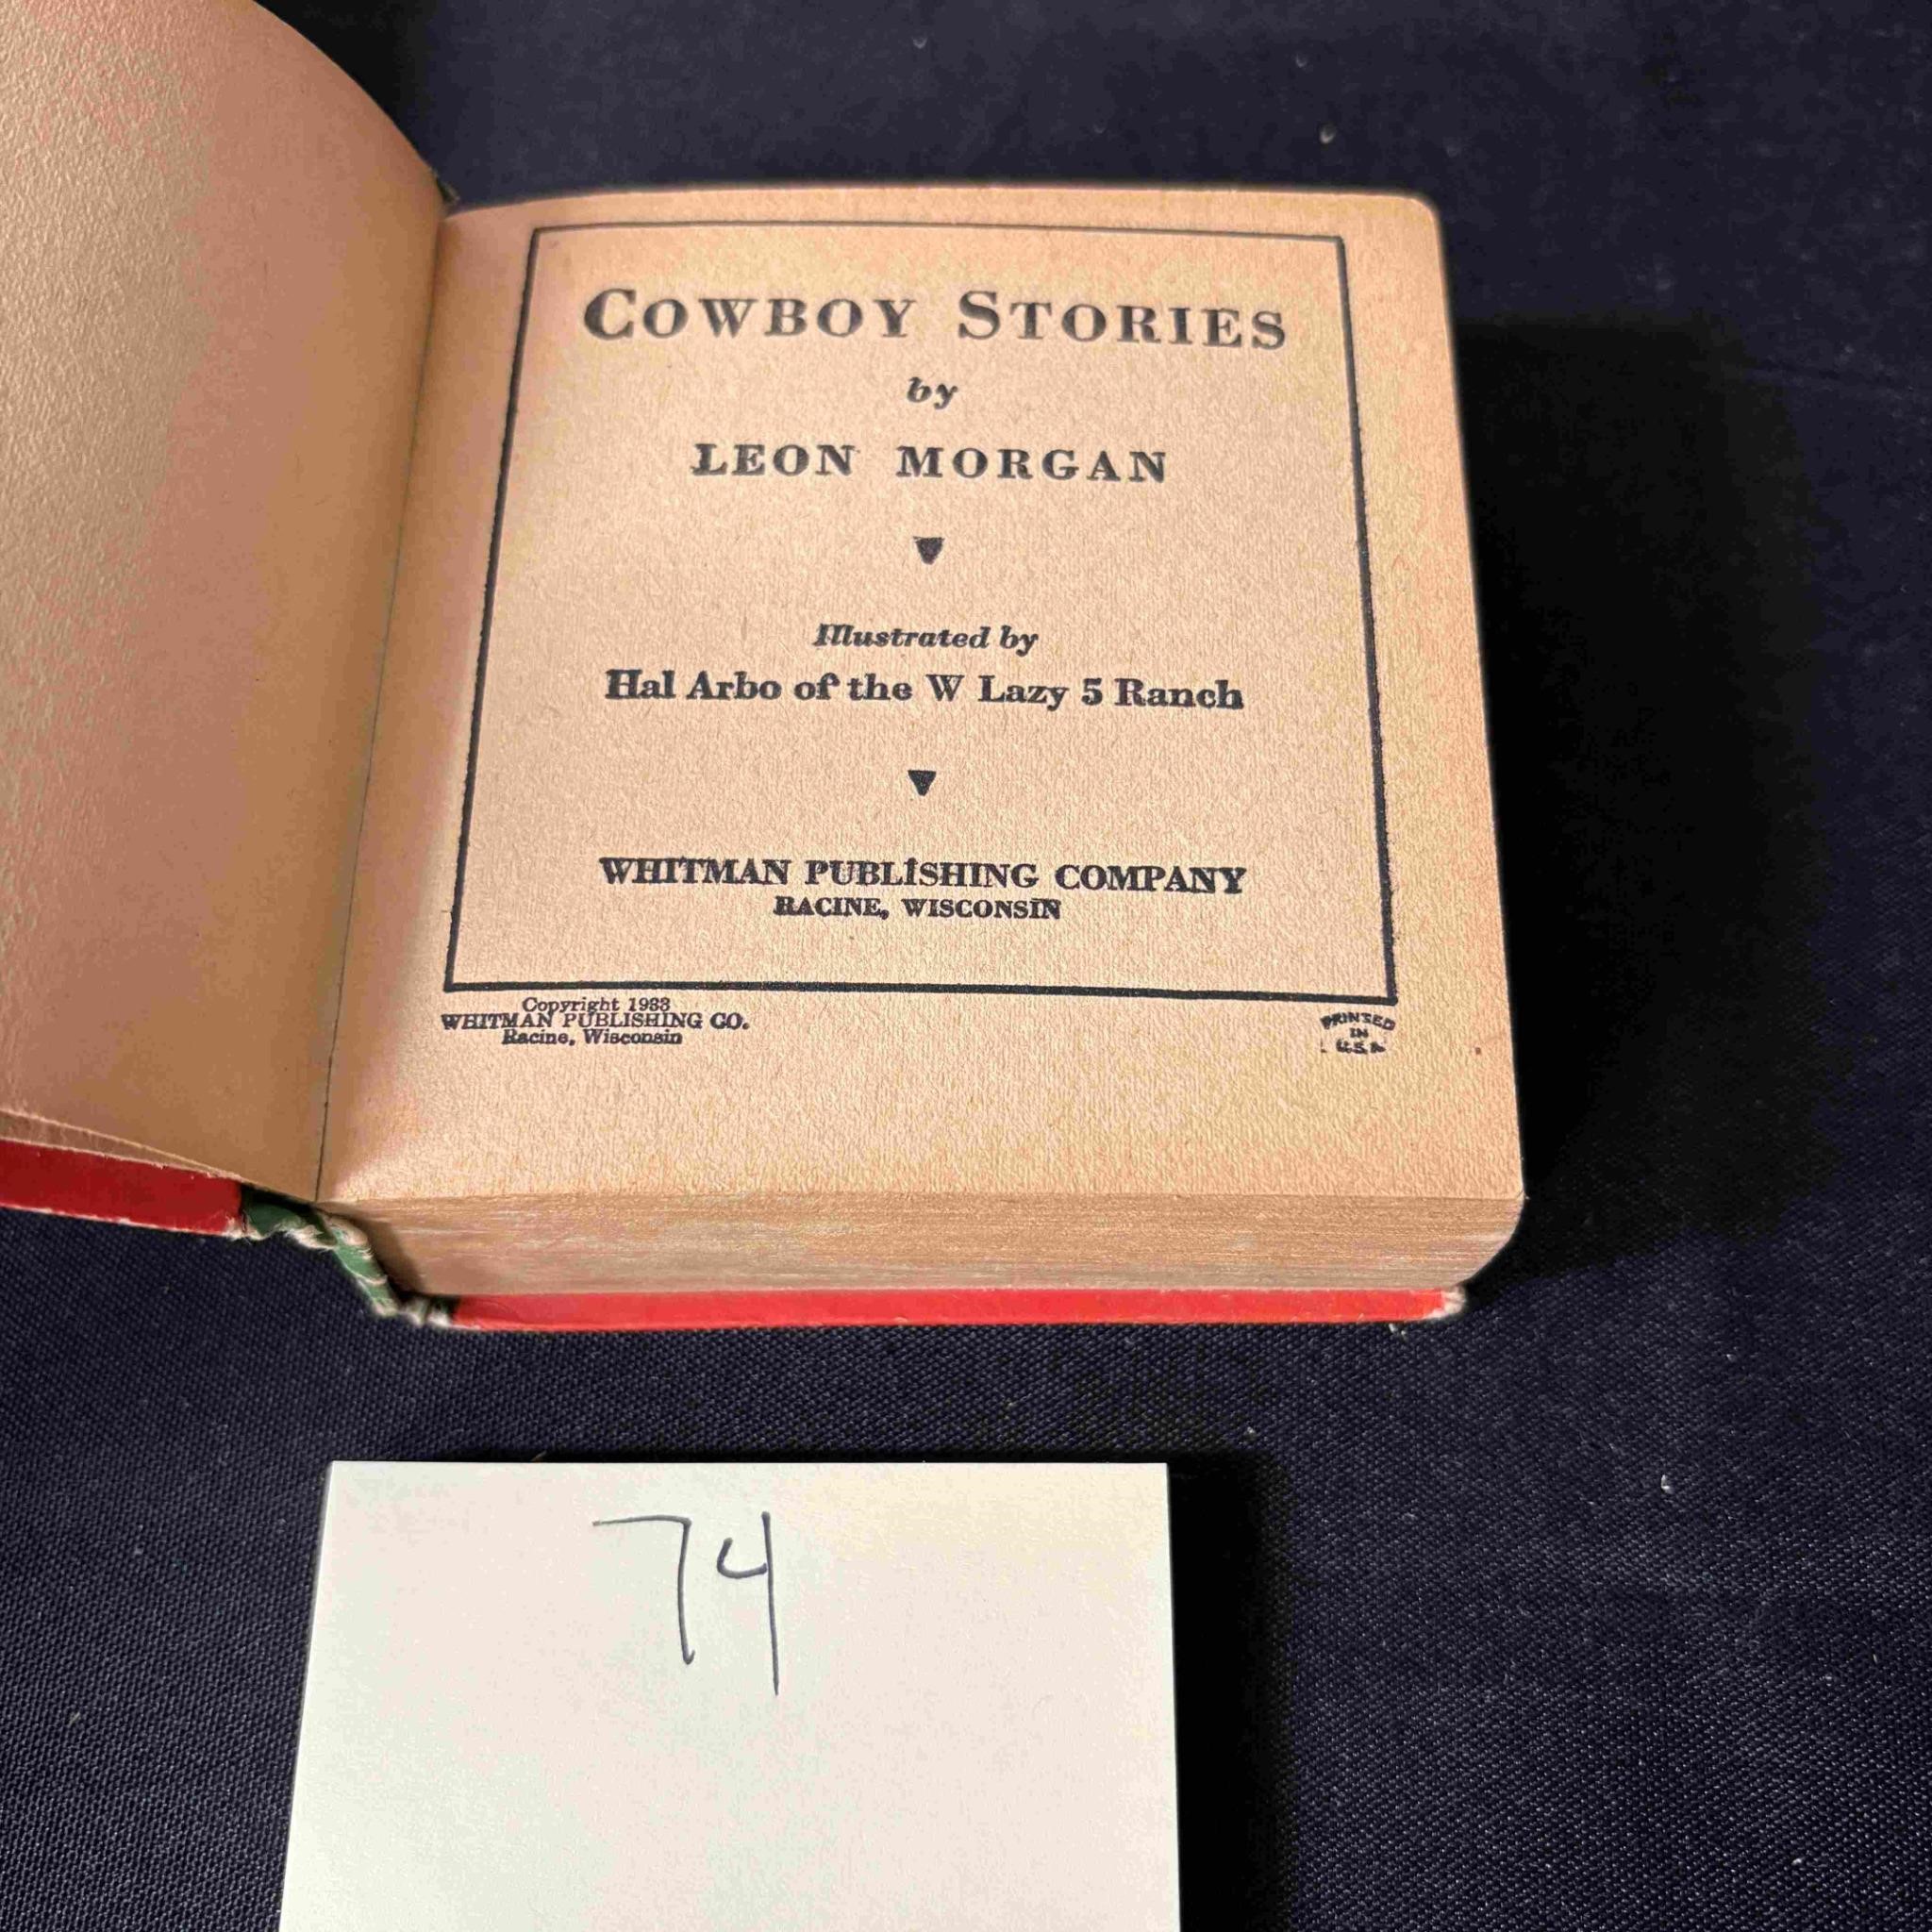 COWBOY STORIES
by
LEON MORGAN
Illustrated by
Hal Arbo of the W Lazy 5 Ranch
WHITMAN PUBLISHING COMPANY
RACINE, WISCONSIN
Copyright 1933
WHITMAN PUBLISHING CO.
Racine, Wisconsin
PRINTED
IN
U.S.A.
74